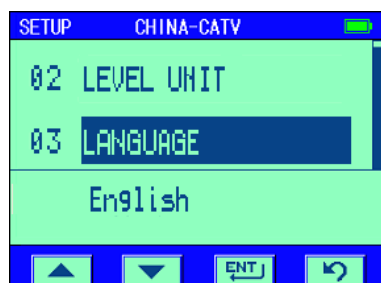 SETUP CHINA-CATV
02 LEVEL UNIT
03 LANGUAGE
English
ENT